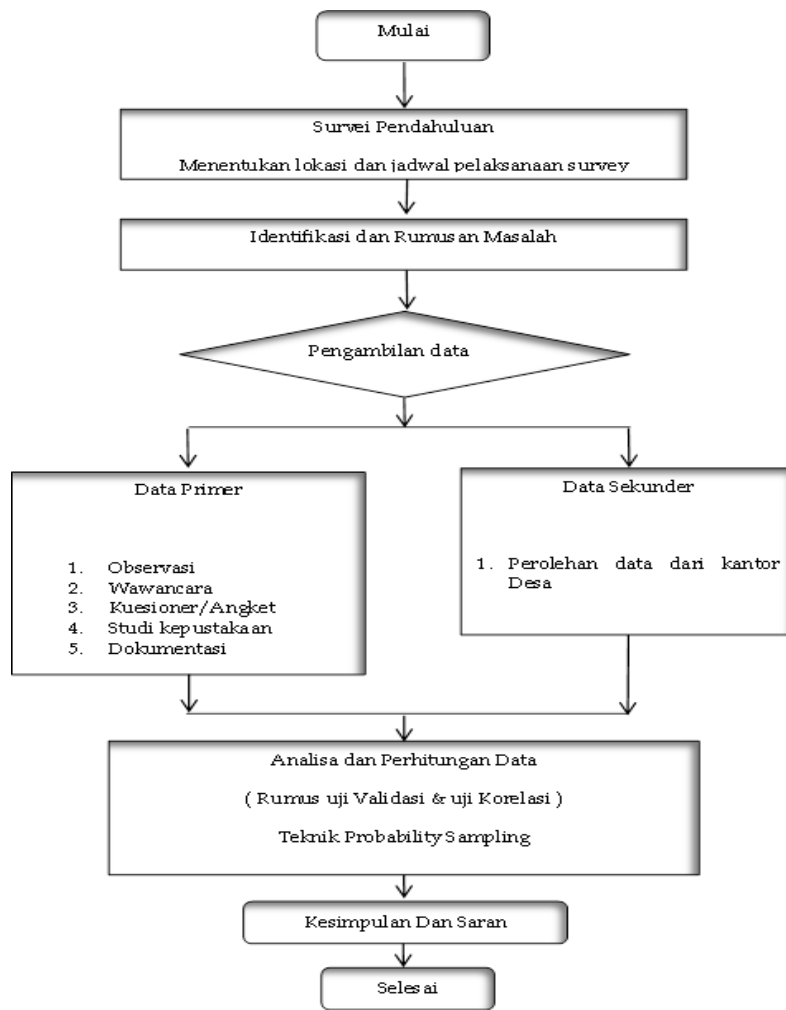 Mulai
Survei Pendahuluan
Menentukan lokasi dan jadwal pelaksanaan survey
Identifikasi dan Rumusan Masalah
Pengambilan data
Data Primer
1. Observasi
2. Wawancara
3. Kuesioner/Angket
4. Studi kepustakaan
5. Dokumentasi
Data Sekunder
1. Perolehan data dari kantor
Desa
Analisa dan Perhitungan Data
( Rumus uji Validasi & uji Korelasi )
Teknik Probability Sampling
Kesimpulan Dan Saran
Selesai